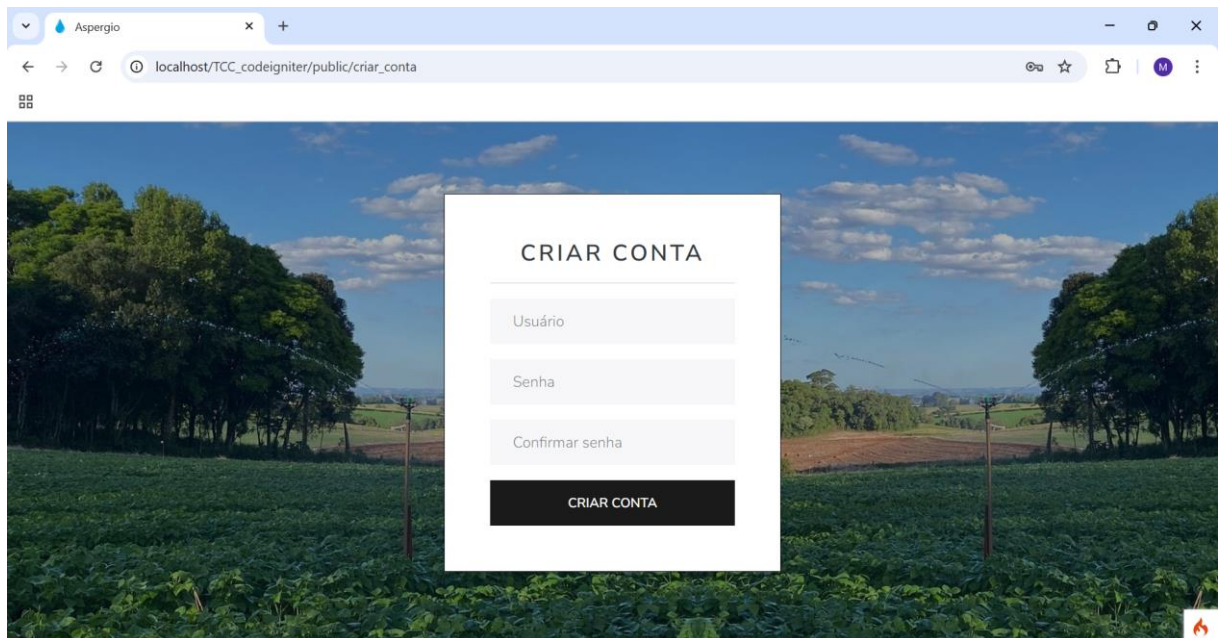 Aspergio
localhost/TCC_codeigniter/public/criar_conta
M
CRIAR CONTA
Usuário
Senha
Confirmar senha
CRIAR CONTA